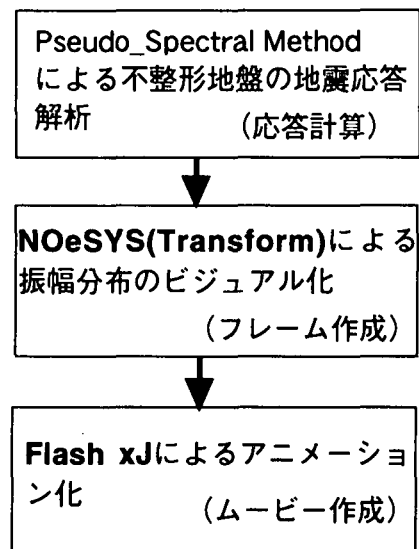 Pseudo_Spectral Method
による不整形地盤の地震応答
解析 (応答計算)
NOeSYS(Transform)による
振幅分布のビジュアル化
(フレーム作成)
Flash xJによるアニメーショ
ン化
(ムービー作成)